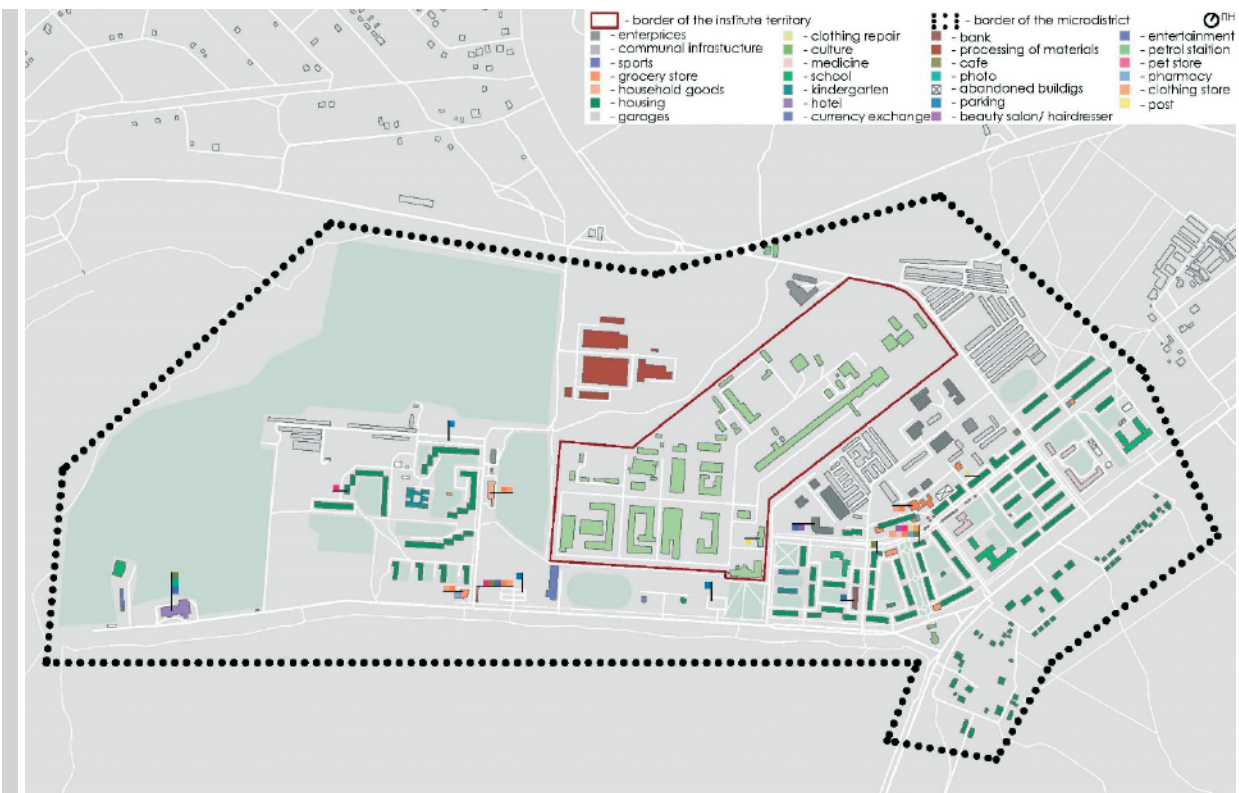 - border of the institute territory
- border of the microdistrict
ПН
- enterprices
- communal infrastucture
- sports
- grocery store
- household goods
- housing
- garages
- clothing repair
- culture
- medicine
- school
- kindergarten
- hotel
- currency exchange
- bank
- processing of materials
- cafe
- photo
- abandoned buildigs
- parking
- beauty salon/ hairdresser
- entertainment
- petrol staition
- pet store
- pharmacy
- clothing store
- post